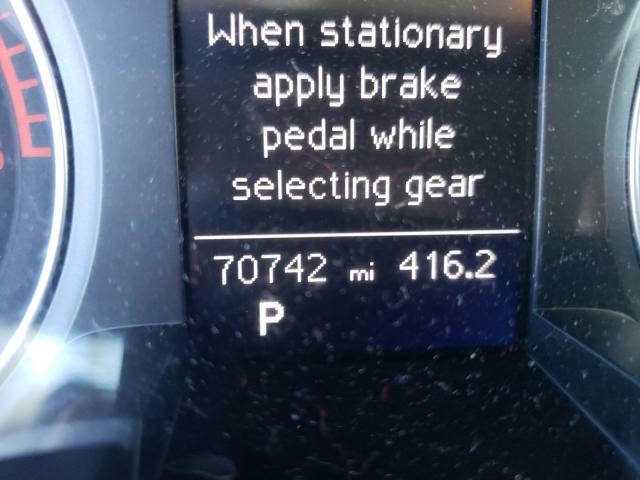 When stationary
apply brake
pedal while
selecting gear
70742 mi 416.2
P